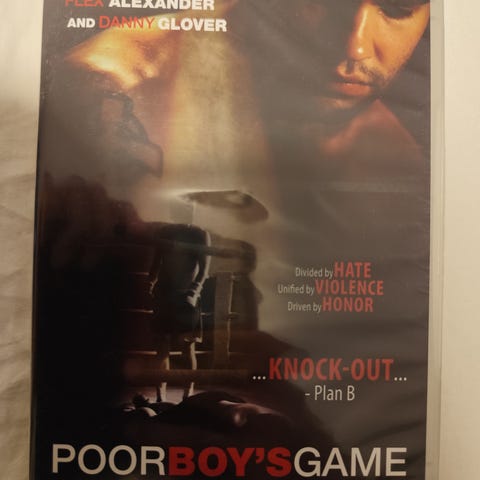 FLEX ALEXANDER
AND DANNY GLOVER
Divided by HATE
Unified by VIOLENCE
Driven by HONOR
...KNOCK-OUT...
- Plan B
POORBOY'SGAME